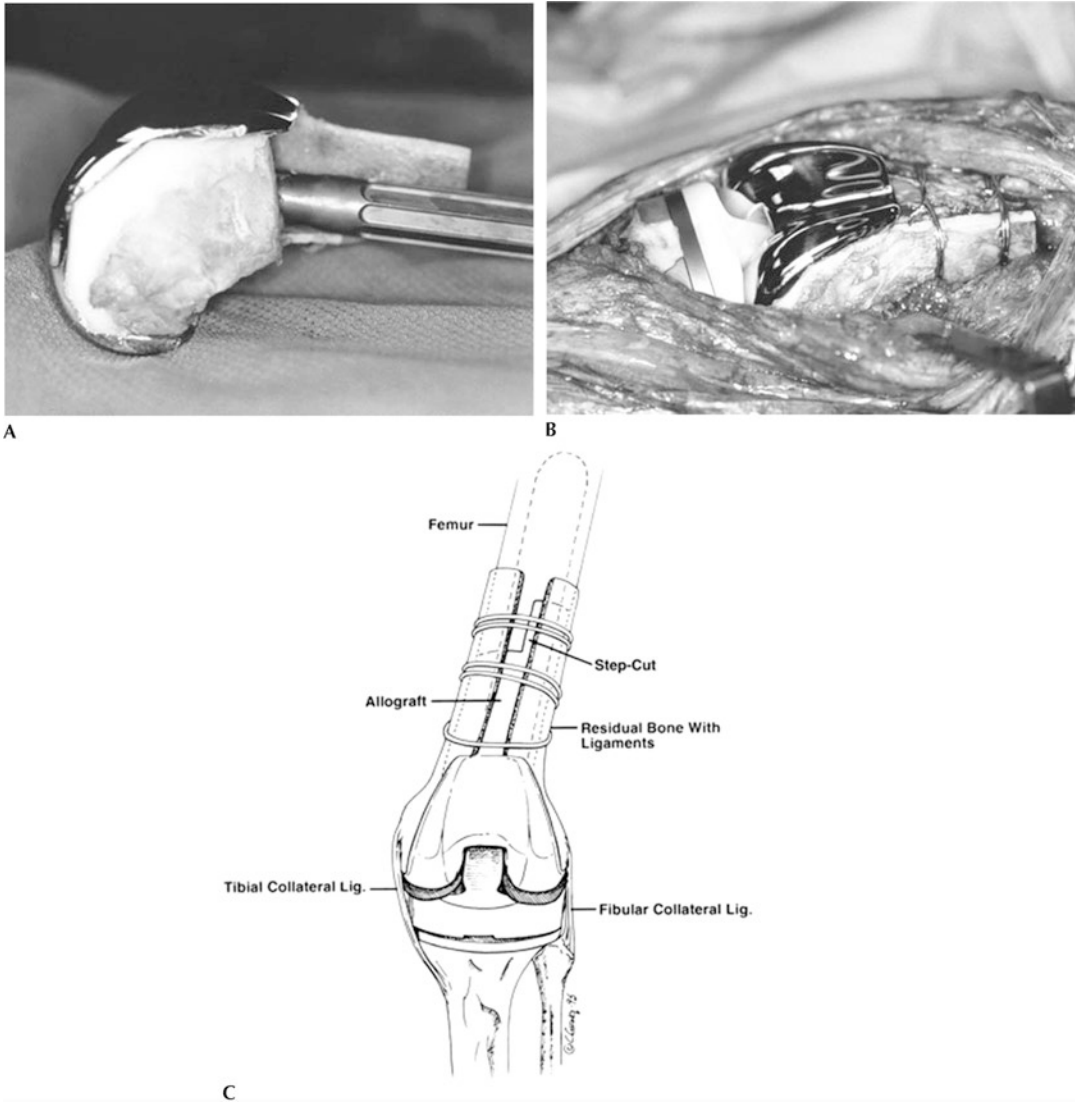 A
B
Femur
Step-Cut
Allograft
Residual Bone With
Ligaments
Tibial Collateral Lig.
Fibular Collateral Lig.
C